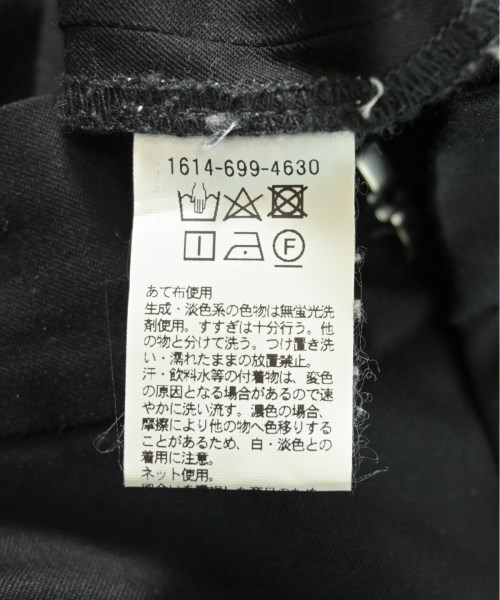 1614-699-4630
F
あて布使用
生成・淡色系の色物は無蛍光洗
剤使用。すすぎは十分行う。他
の物と分けて洗う。つけ置き洗
い・濡れたままの放置禁止。
汗・飲料水等の付着物は、変色
の原因となる場合があるので速
やかに洗い流す。濃色の場合、
摩擦により他の物へ色移りする
ことがあるため、白・淡色との
着用に注意。
ネット使用。